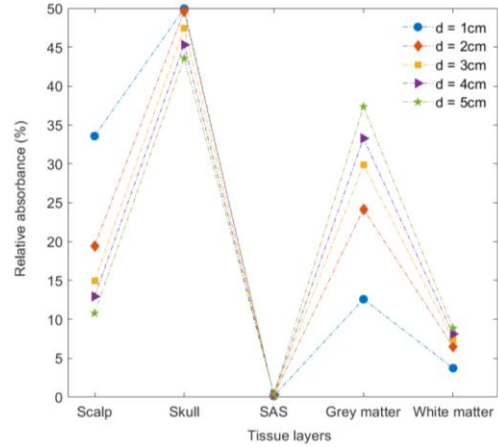 50
45
40
35
30
25
20
15
10
5
0
Relative absorbance (%)
d = 1cm
d = 2cm
d = 3cm
d = 4cm
d = 5cm
Scalp Skull SAS Grey matter White matter
Tissue layers